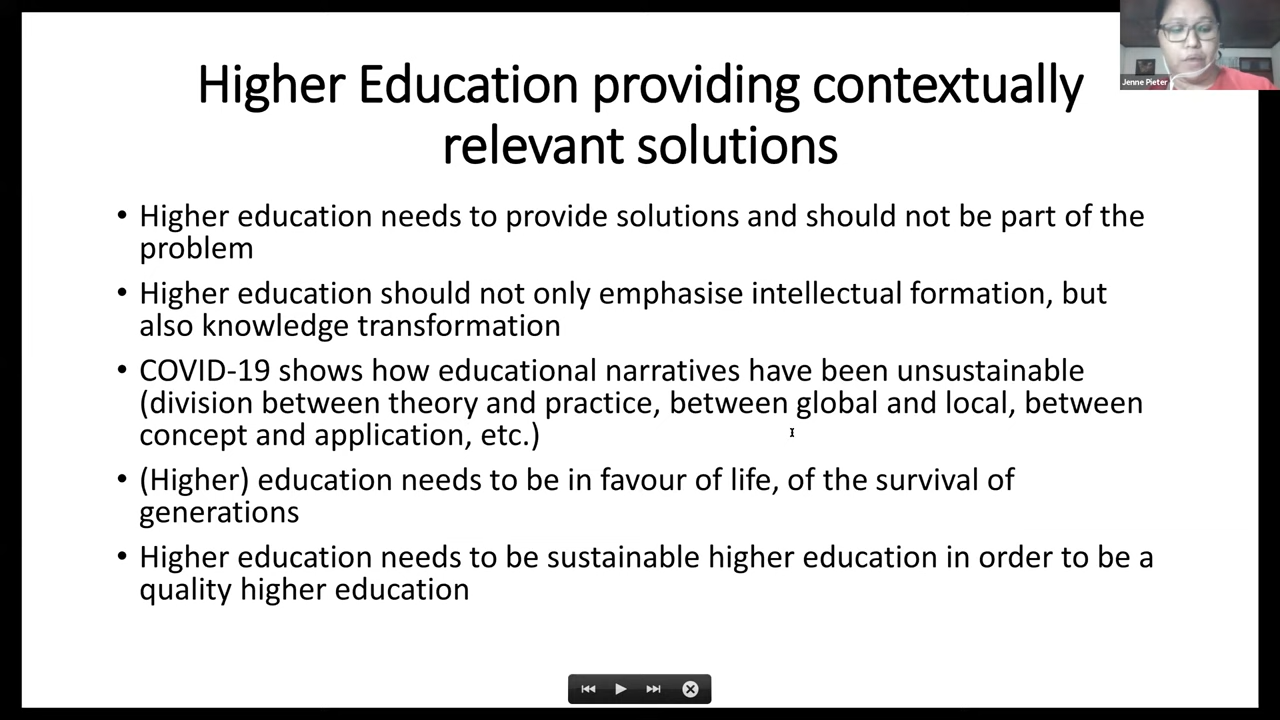 Higher Education providing contextually
relevant solutions
Jenne Pieter
• Higher education needs to provide solutions and should not be part of the
problem
• Higher education should not only emphasise intellectual formation, but
also knowledge transformation
• COVID-19 shows how educational narratives have been unsustainable
(division between theory and practice, between global and local, between
concept and application, etc.)
• (Higher) education needs to be in favour of life, of the survival of
generations
• Higher education needs to be sustainable higher education in order to be a
quality higher education